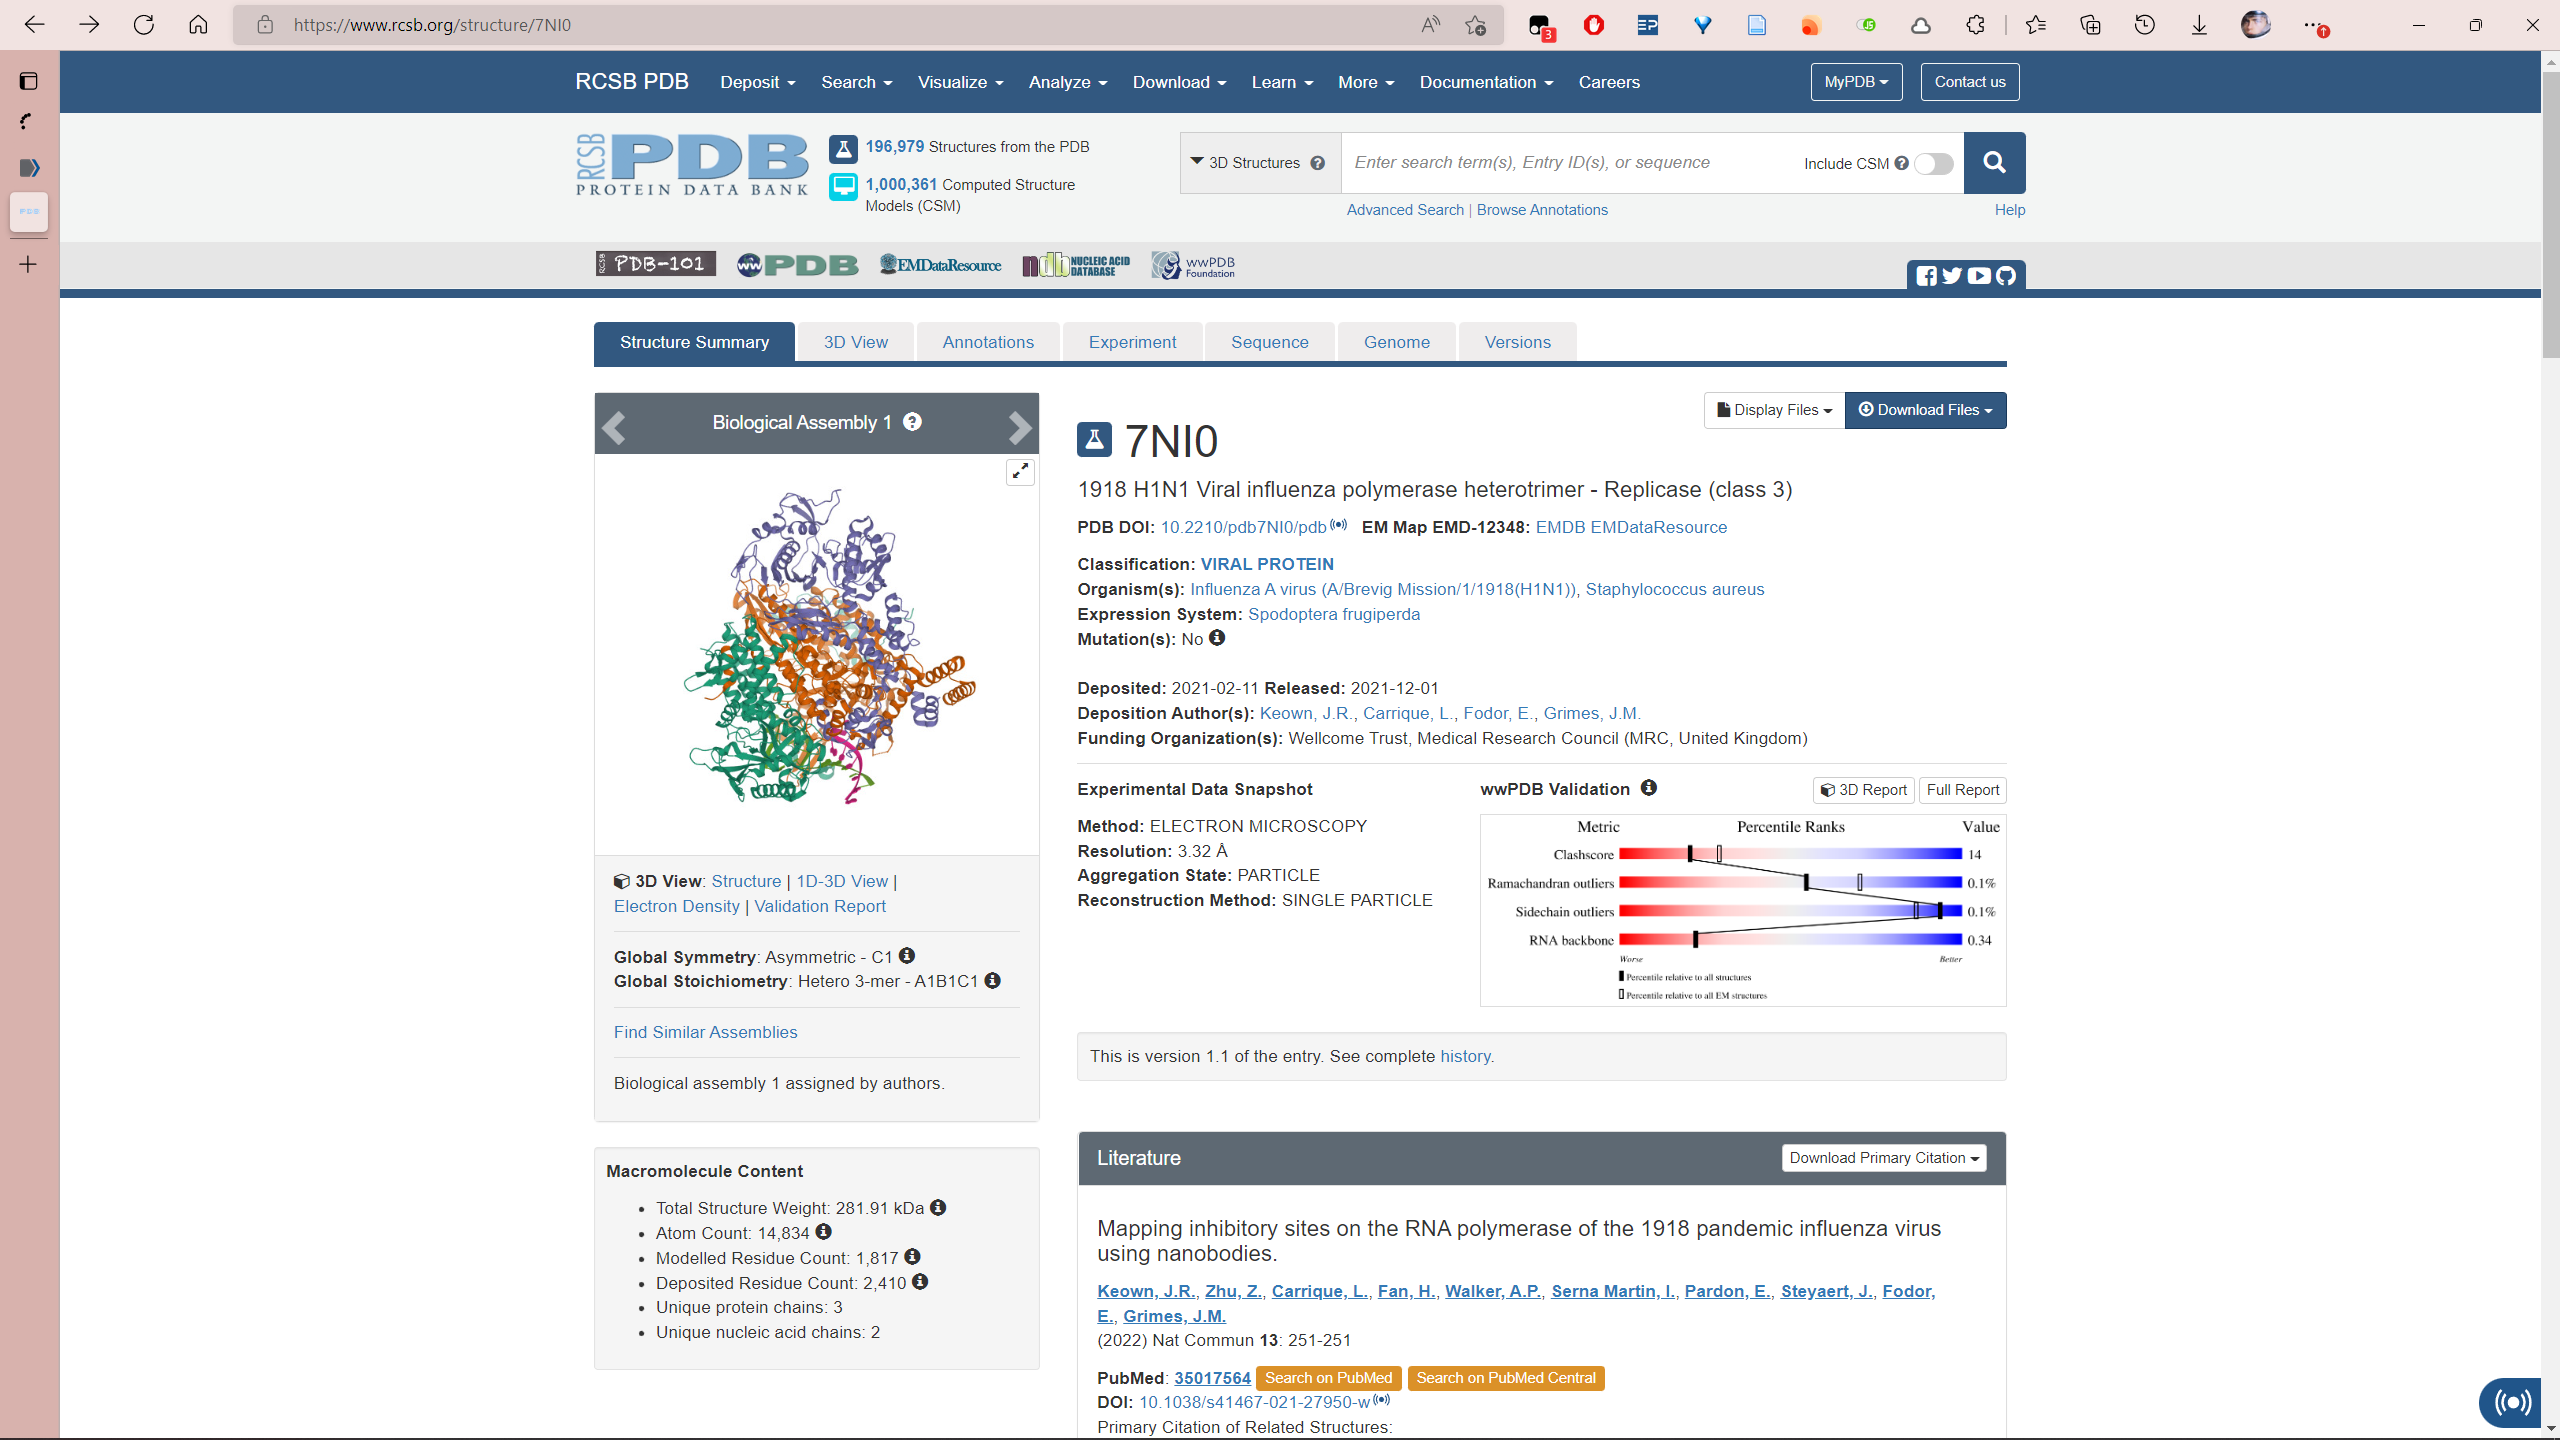 https://www.rcsb.org/structure/7NI0
3
RCSB PDB Deposit Search Visualize Analyze Download Learn More Documentation Careers MyPDB Contact us
RCSB PDB
PROTEIN DATA BANK
196,979 Structures from the PDB
1,000,361 Computed Structure
Models (CSM)
3D Structures
Enter search term(s), Entry ID(s), or sequence
Include CSM
Advanced Search | Browse Annotations
Help
RCSB PDB-101 wwPDB EMDataResource ndb NUCLEIC ACID DATABASE wwPDB Foundation
Structure Summary 3D View Annotations Experiment Sequence Genome Versions
Biological Assembly 1
3D View: Structure | 1D-3D View |
Electron Density | Validation Report
Global Symmetry: Asymmetric - C1
Global Stoichiometry: Hetero 3-mer - A1B1C1
Find Similar Assemblies
Biological assembly 1 assigned by authors.
Macromolecule Content
• Total Structure Weight: 281.91 kDa
• Atom Count: 14,834
• Modelled Residue Count: 1,817
• Deposited Residue Count: 2,410
• Unique protein chains: 3
• Unique nucleic acid chains: 2
Display Files Download Files
7NI0
1918 H1N1 Viral influenza polymerase heterotrimer - Replicase (class 3)
PDB DOI: 10.2210/pdb7NI0/pdb EM Map EMD-12348: EMDB EMDataResource
Classification: VIRAL PROTEIN
Organism(s): Influenza A virus (A/Brevig Mission/1/1918(H1N1)), Staphylococcus aureus
Expression System: Spodoptera frugiperda
Mutation(s): No
Deposited: 2021-02-11 Released: 2021-12-01
Deposition Author(s): Keown, J.R., Carrique, L., Fodor, E., Grimes, J.M.
Funding Organization(s): Wellcome Trust, Medical Research Council (MRC, United Kingdom)
Experimental Data Snapshot
Method: ELECTRON MICROSCOPY
Resolution: 3.32 Å
Aggregation State: PARTICLE
Reconstruction Method: SINGLE PARTICLE
wwPDB Validation 3D Report Full Report
Metric Percentile Ranks Value
Clashscore 14
Ramachandran outliers 0.1%
Sidechain outliers 0.1%
RNA backbone 0.34
Worse Better
Percentile relative to all structures
Percentile relative to all EM structures
This is version 1.1 of the entry. See complete history.
Literature Download Primary Citation
Mapping inhibitory sites on the RNA polymerase of the 1918 pandemic influenza virus
using nanobodies.
Keown, J.R., Zhu, Z., Carrique, L., Fan, H., Walker, A.P., Serna Martin, I., Pardon, E., Steyaert, J., Fodor,
E., Grimes, J.M.
(2022) Nat Commun 13: 251-251
PubMed: 35017564 Search on PubMed Search on PubMed Central
DOI: 10.1038/s41467-021-27950-w
Primary Citation of Related Structures: